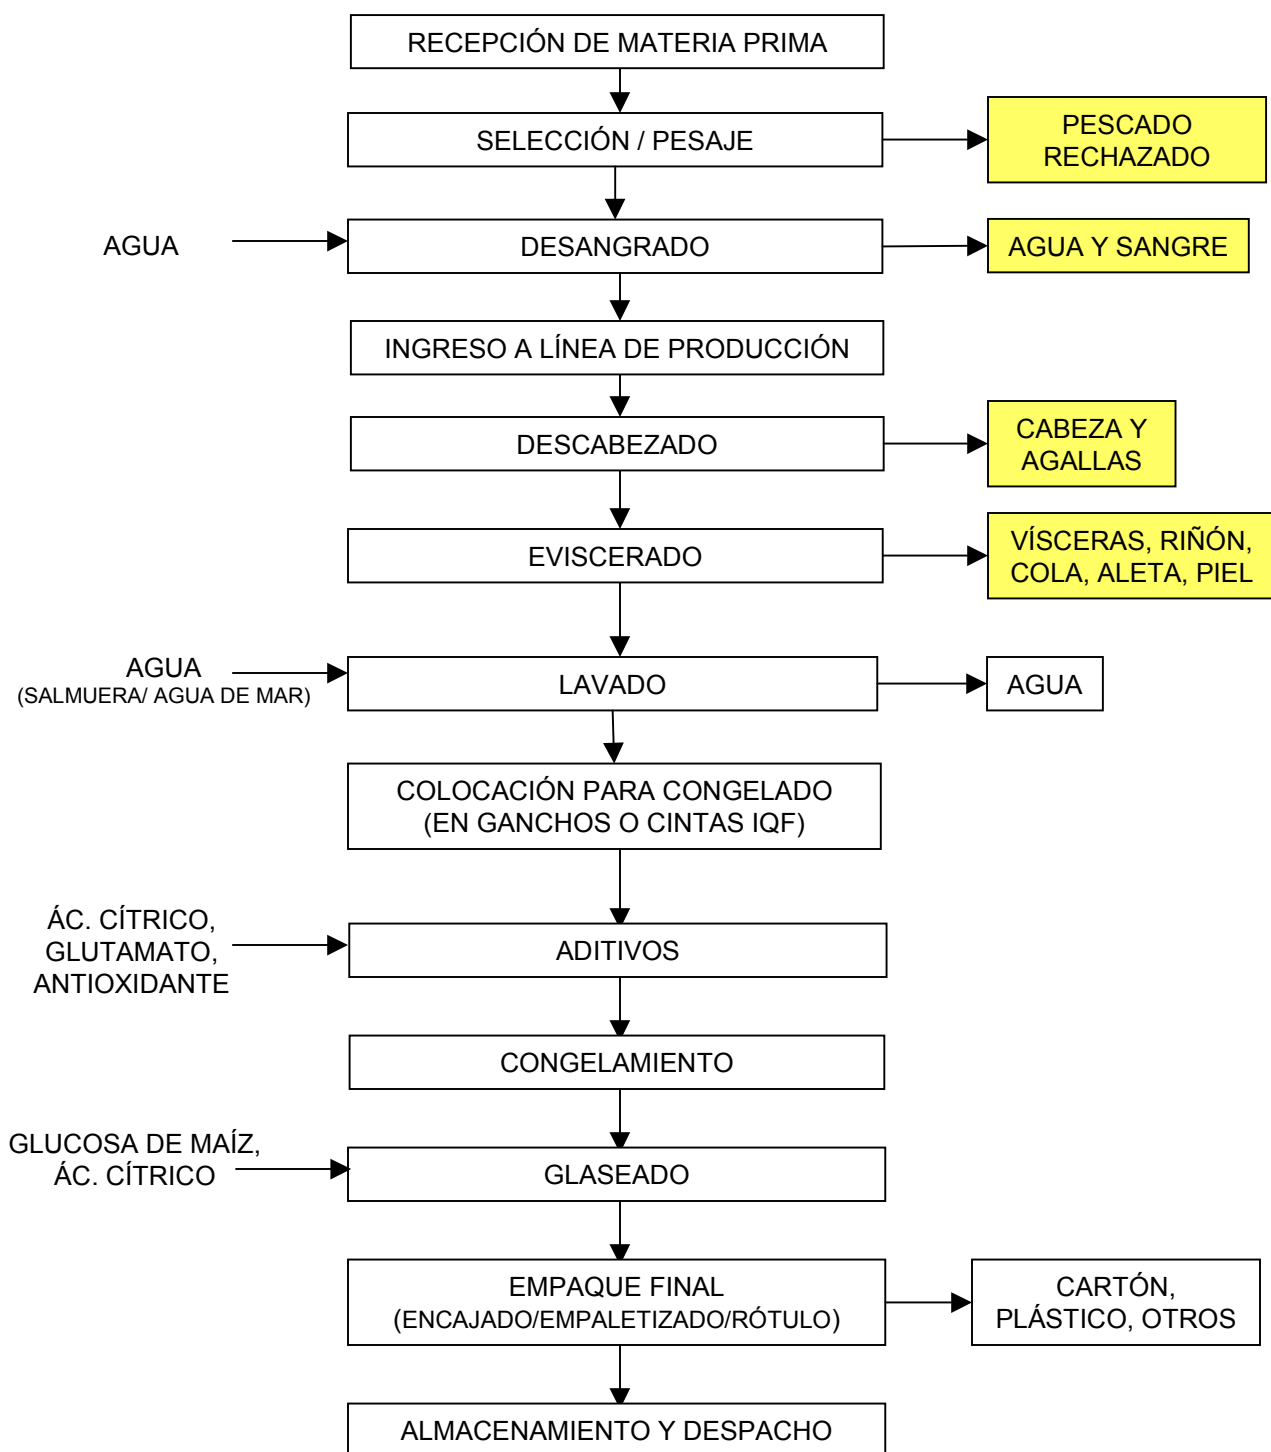 RECEPCIÓN DE MATERIA PRIMA
SELECCIÓN / PESAJE
PESCADO
RECHAZADO
AGUA
DESANGRADO
AGUA Y SANGRE
INGRESO A LÍNEA DE PRODUCCIÓN
DESCABEZADO
CABEZA Y
AGALLAS
EVISCERADO
VÍSCERAS, RIÑÓN,
COLA, ALETA, PIEL
AGUA
(SALMUERA/ AGUA DE MAR)
LAVADO
AGUA
COLOCACIÓN PARA CONGELADO
(EN GANCHOS O CINTAS IQF)
ÁC. CÍTRICO,
GLUTAMATO,
ANTIOXIDANTE
ADITIVOS
CONGELAMIENTO
GLUCOSA DE MAÍZ,
ÁC. CÍTRICO
GLASEADO
EMPAQUE FINAL
(ENCAJADO/EMPALETIZADO/RÓTULO)
CARTÓN,
PLÁSTICO, OTROS
ALMACENAMIENTO Y DESPACHO